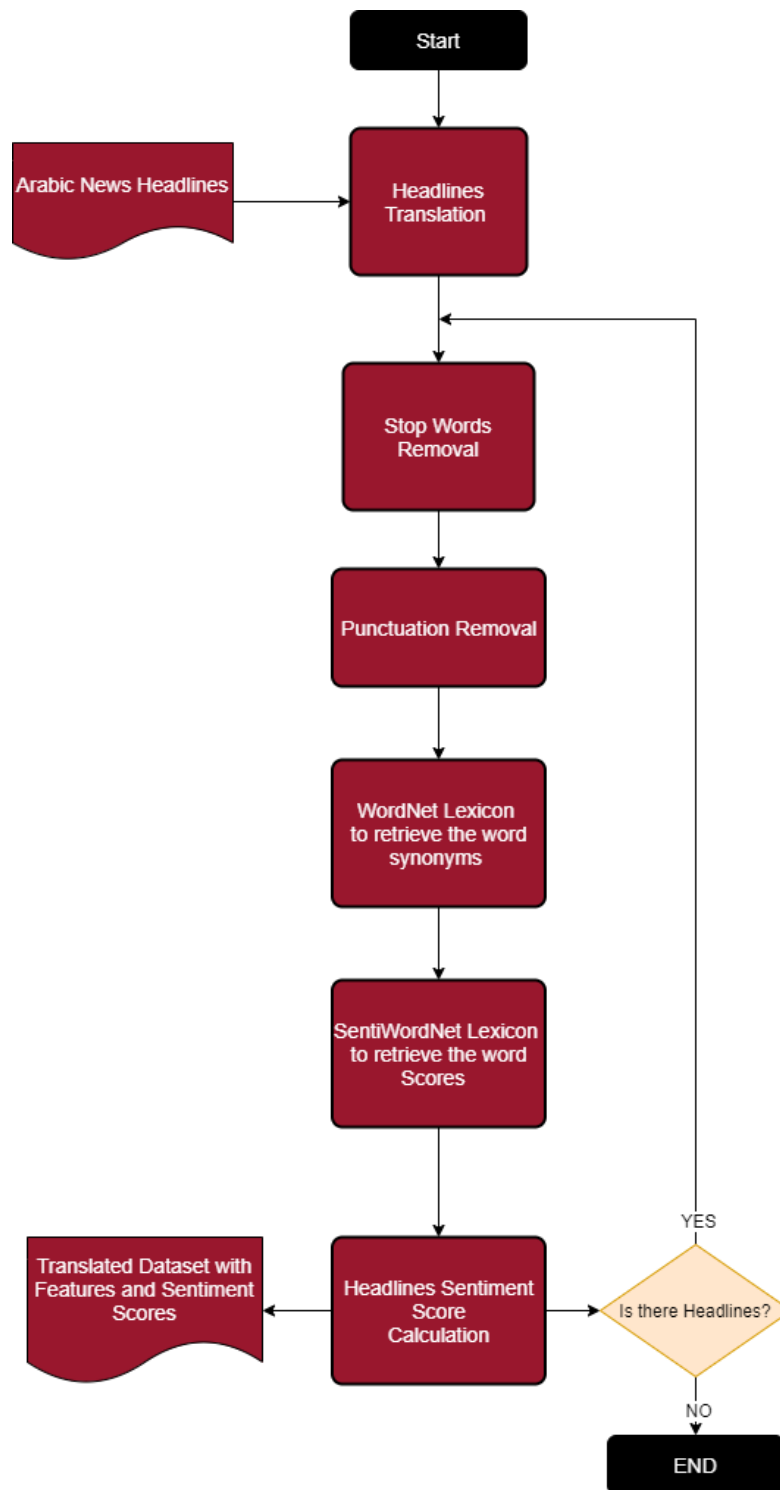 Start
Arabic News Headlines
Headlines
Translation
Stop Words
Removal
Punctuation Removal
WordNet Lexicon
to retrieve the word
synonyms
SentiWordNet Lexicon
to retrieve the word
Scores
YES
Translated Dataset with
Features and Sentiment
Scores
Headlines Sentiment
Score
Calculation
Is there Headlines?
NO
END